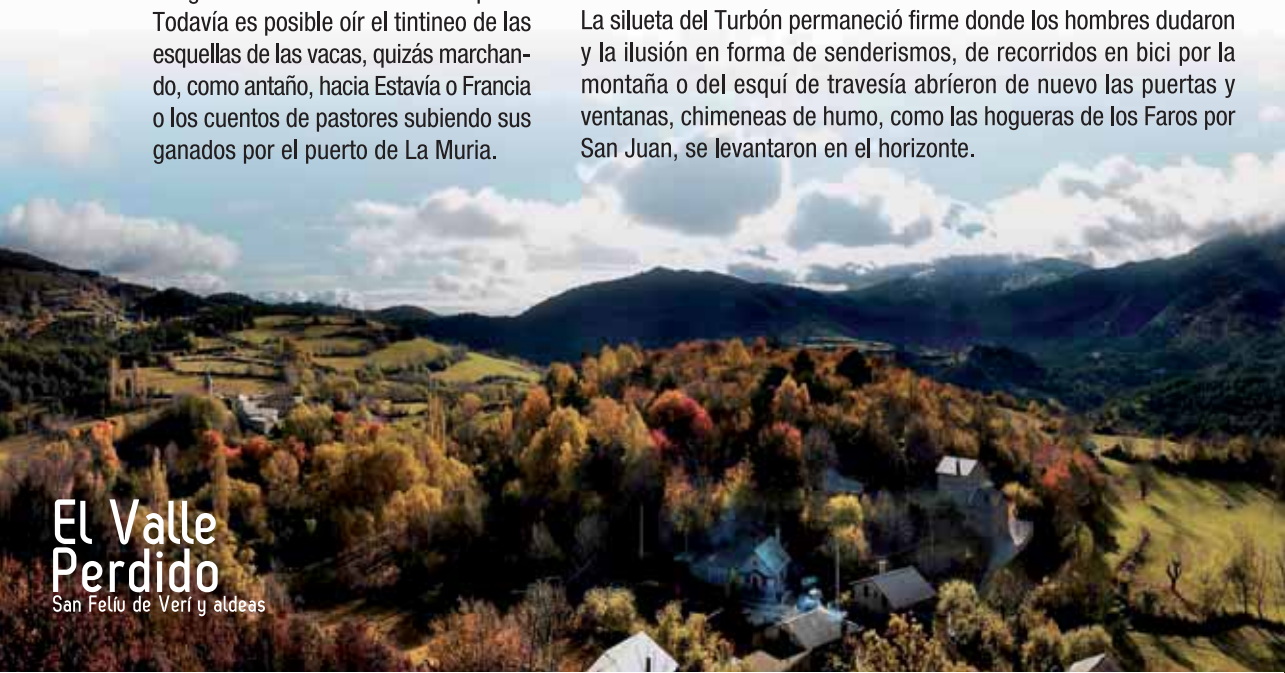 Todavía es posible oír el tintineo de las
esquellas de las vacas, quizás marchan-
do, como antaño, hacia Estavía o Francia
o los cuentos de pastores subiendo sus
ganados por el puerto de La Muria.
La silueta del Turbón permaneció firme donde los hombres dudaron
y la ilusión en forma de senderismos, de recorridos en bici por la
montaña o del esquí de travesía abríeron de nuevo las puertas y
ventanas, chimeneas de humo, como las hogueras de los Faros por
San Juan, se levantaron en el horizonte.
El Valle
Perdido
San Felíu de Verí y aldeas